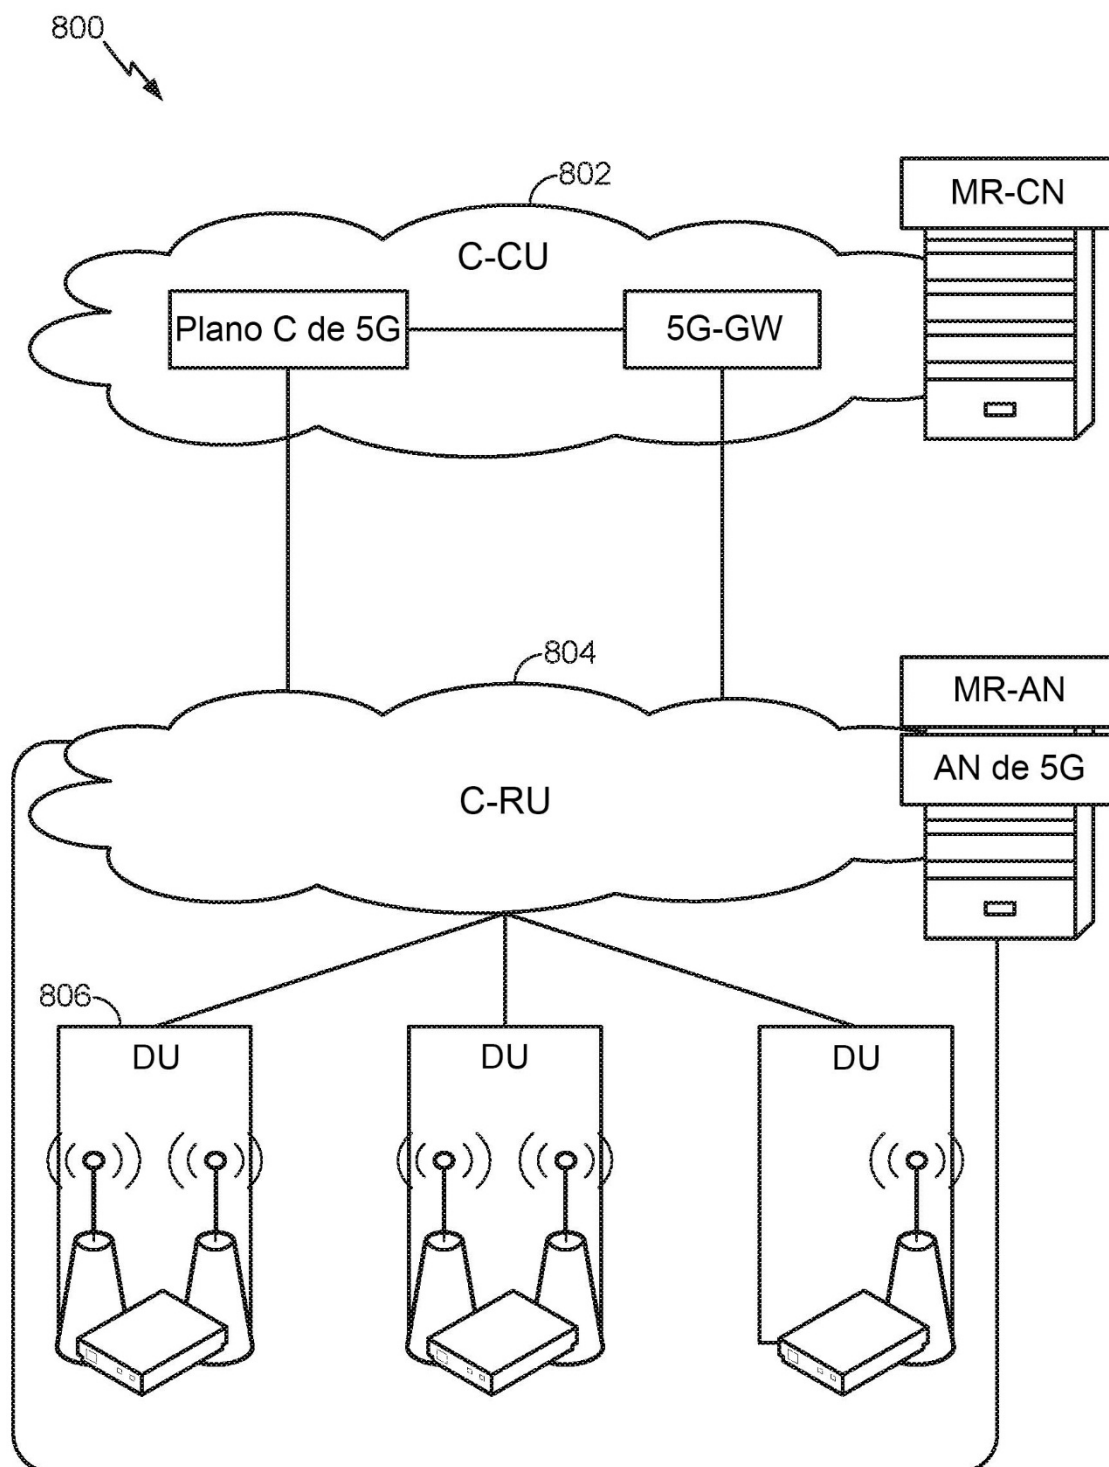 800
802
MR-CN
C-CU
Plano C de 5G
5G-GW
804
MR-AN
AN de 5G
C-RU
806
DU
DU
DU